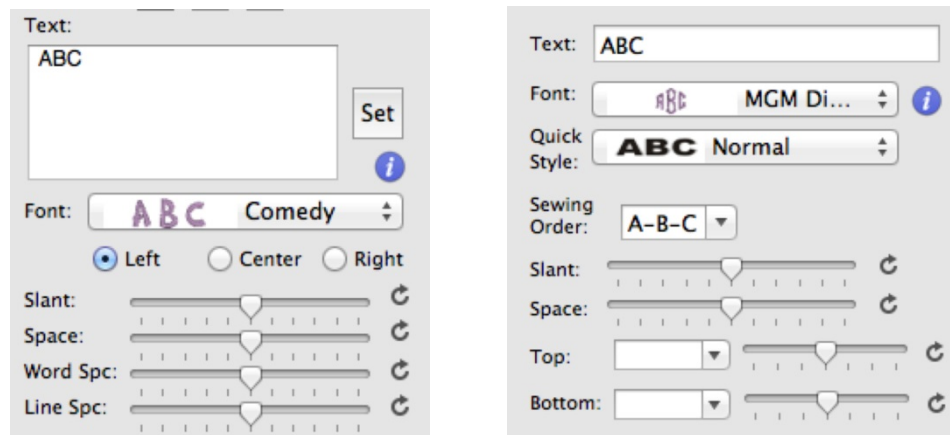 Text:
ABC
Set
i
Font: ABC Comedy
Left Center Right
Slant:
Space:
Word Spc:
Line Spc:
Text: ABC
Font: ABC MGM Di... i
Quick
Style: ABC Normal
Sewing
Order: A-B-C
Slant:
Space:
Top:
Bottom: